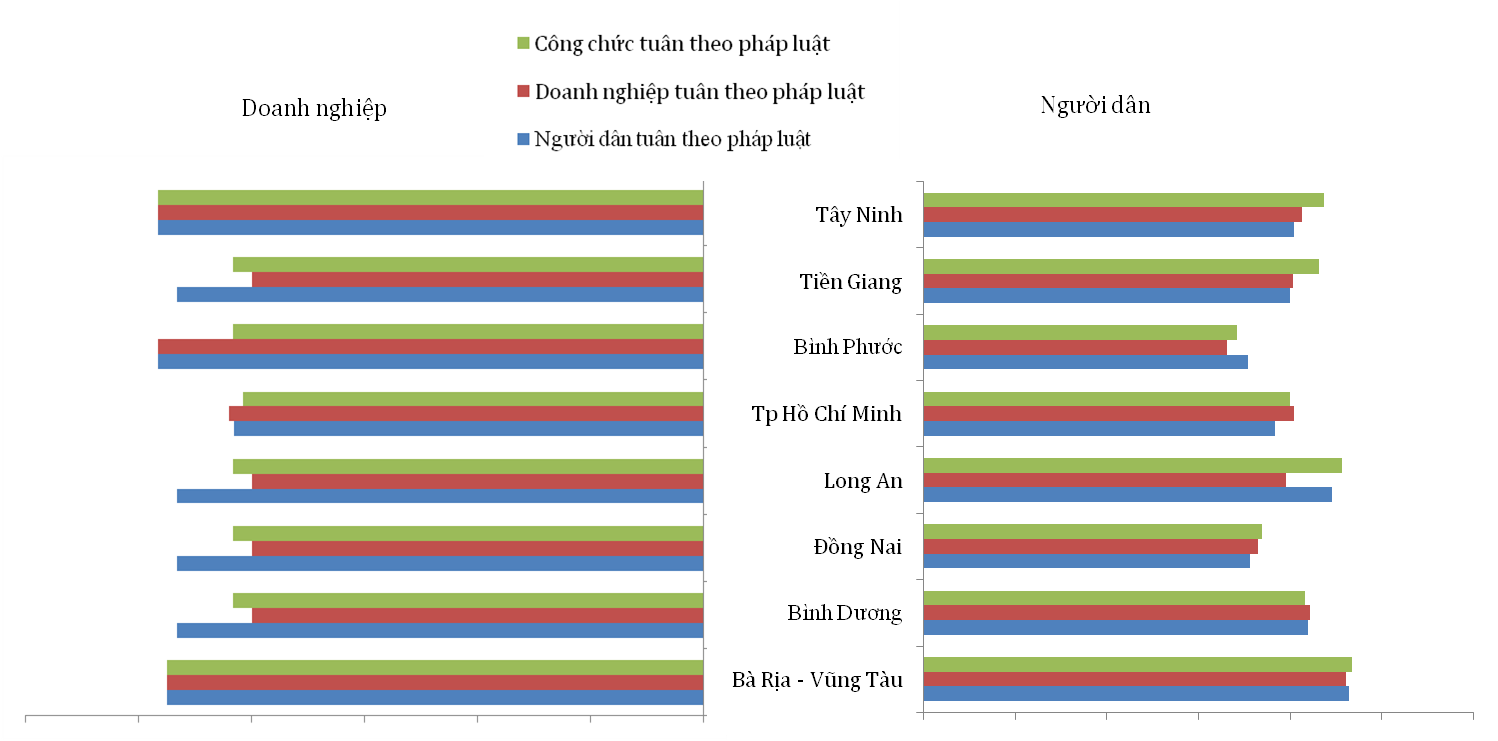 Công chức tuân theo pháp luật
Doanh nghiệp tuân theo pháp luật
Người dân tuân theo pháp luật
Doanh nghiệp
Người dân
Tây Ninh
Tiền Giang
Bình Phước
Tp Hồ Chí Minh
Long An
Đồng Nai
Bình Dương
Bà Rịa - Vũng Tàu